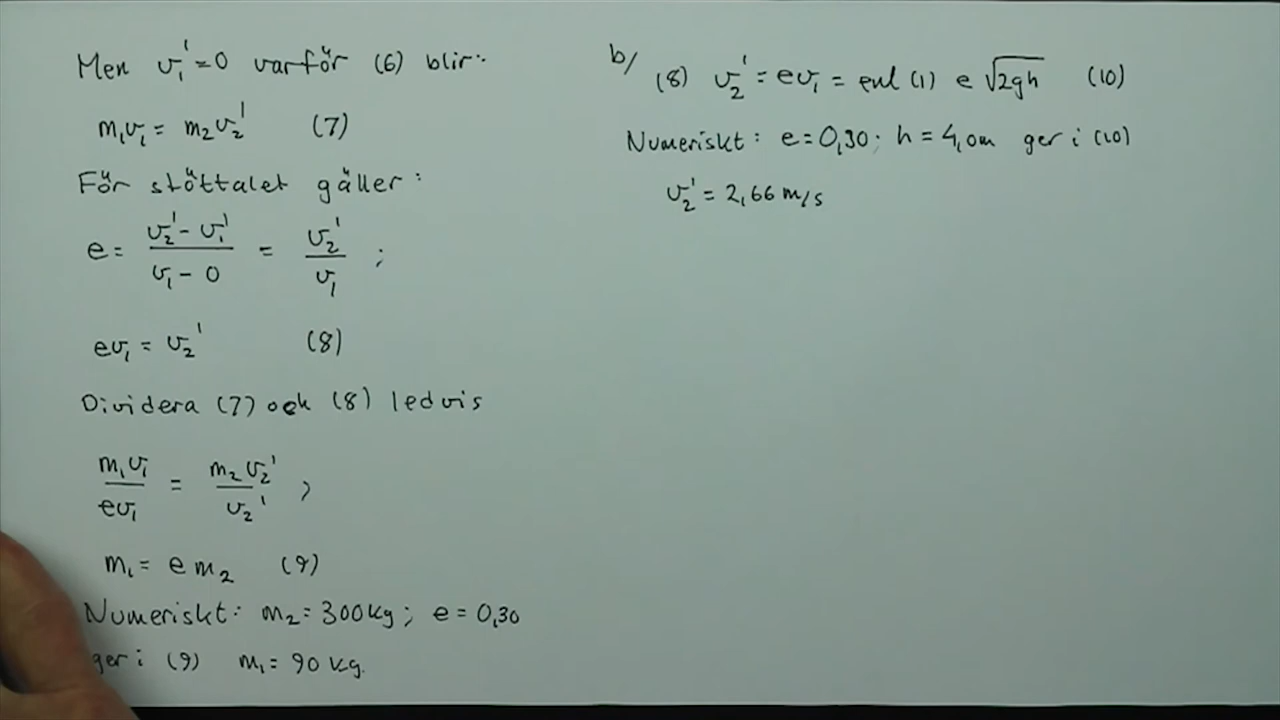 Men v₁' = 0 varför (6) blir:
m₁v₁ = m₂v₂' (7)
För stöttalet gäller:
e = (v₂' - v₁')/(v₁ - 0) = v₂'/v₁ ;
ev₁ = v₂' (8)
Dividera (7) och (8) ledvis
m₁v₁/ev₁ = m₂v₂'/v₂' ;
m₁ = e m₂ (9)
Numeriskt: m₂ = 300 kg; e = 0,30
ger i (9) m₁ = 90 kg.
b/
(8) v₂' = ev₁ = enl (1) e √2gh (10)
Numeriskt: e = 0,30; h = 4,0m ger i (10)
v₂' = 2,66 m/s